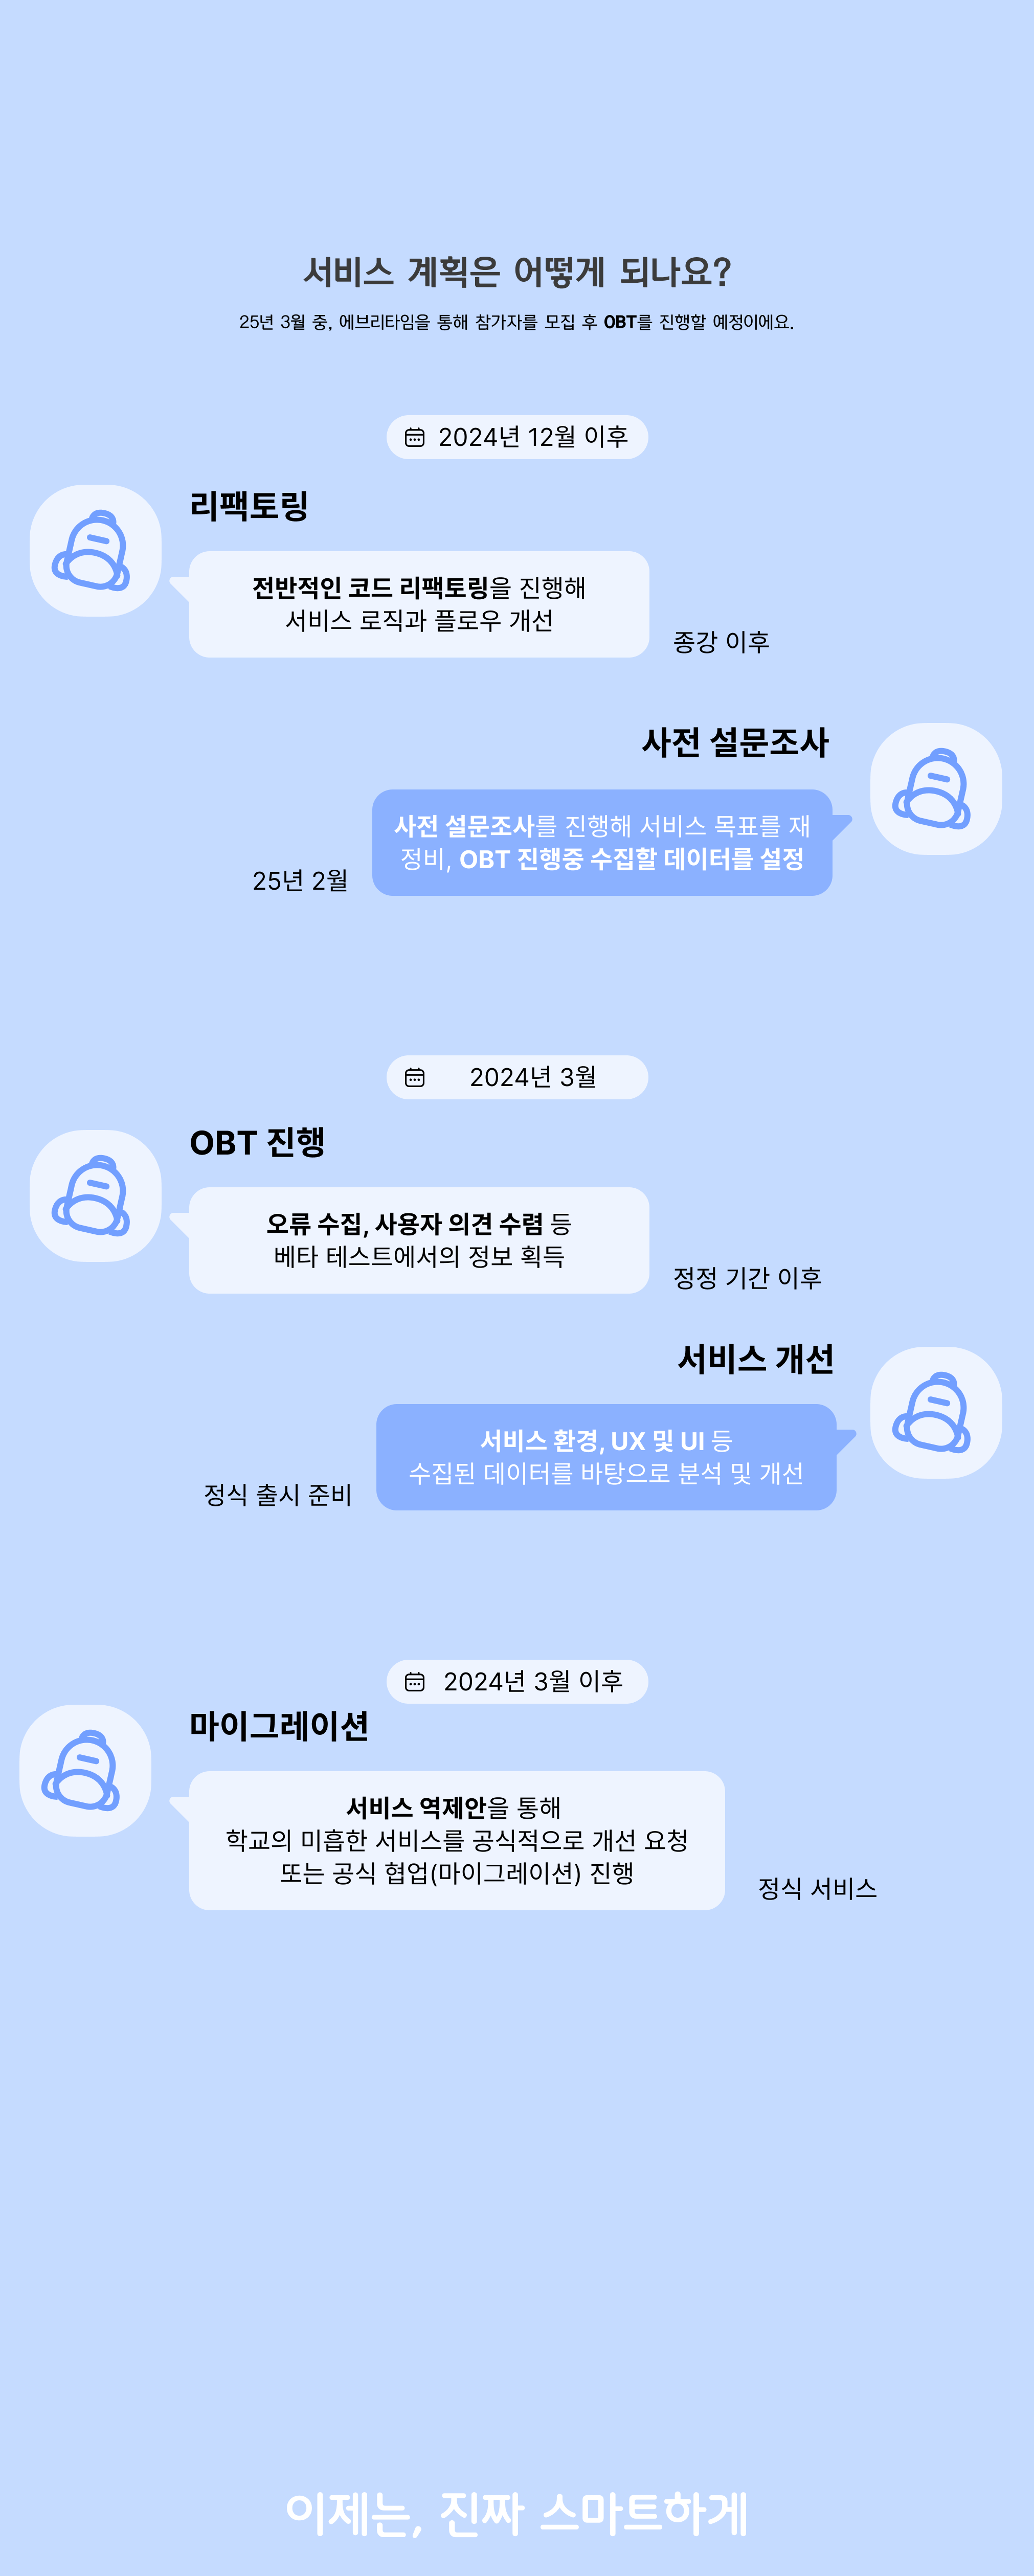 서비스 계획은 어떻게 되나요?
25년 3월 중, 에브리타임을 통해 참가자를 모집 후 OBT를 진행할 예정이에요.
2024년 12월 이후
리팩토링
전반적인 코드 리팩토링을 진행해
서비스 로직과 플로우 개선
종강 이후
사전 설문조사
사전 설문조사를 진행해 서비스 목표를 재
정비, OBT 진행중 수집할 데이터를 설정
25년 2월
2024년 3월
OBT 진행
오류 수집, 사용자 의견 수렴 등
베타 테스트에서의 정보 획득
정정 기간 이후
서비스 개선
서비스 환경, UX 및 UI 등
수집된 데이터를 바탕으로 분석 및 개선
정식 출시 준비
2024년 3월 이후
마이그레이션
서비스 역제안을 통해
학교의 미흡한 서비스를 공식적으로 개선 요청
또는 공식 협업(마이그레이션) 진행
정식 서비스
이제는, 진짜 스마트하게